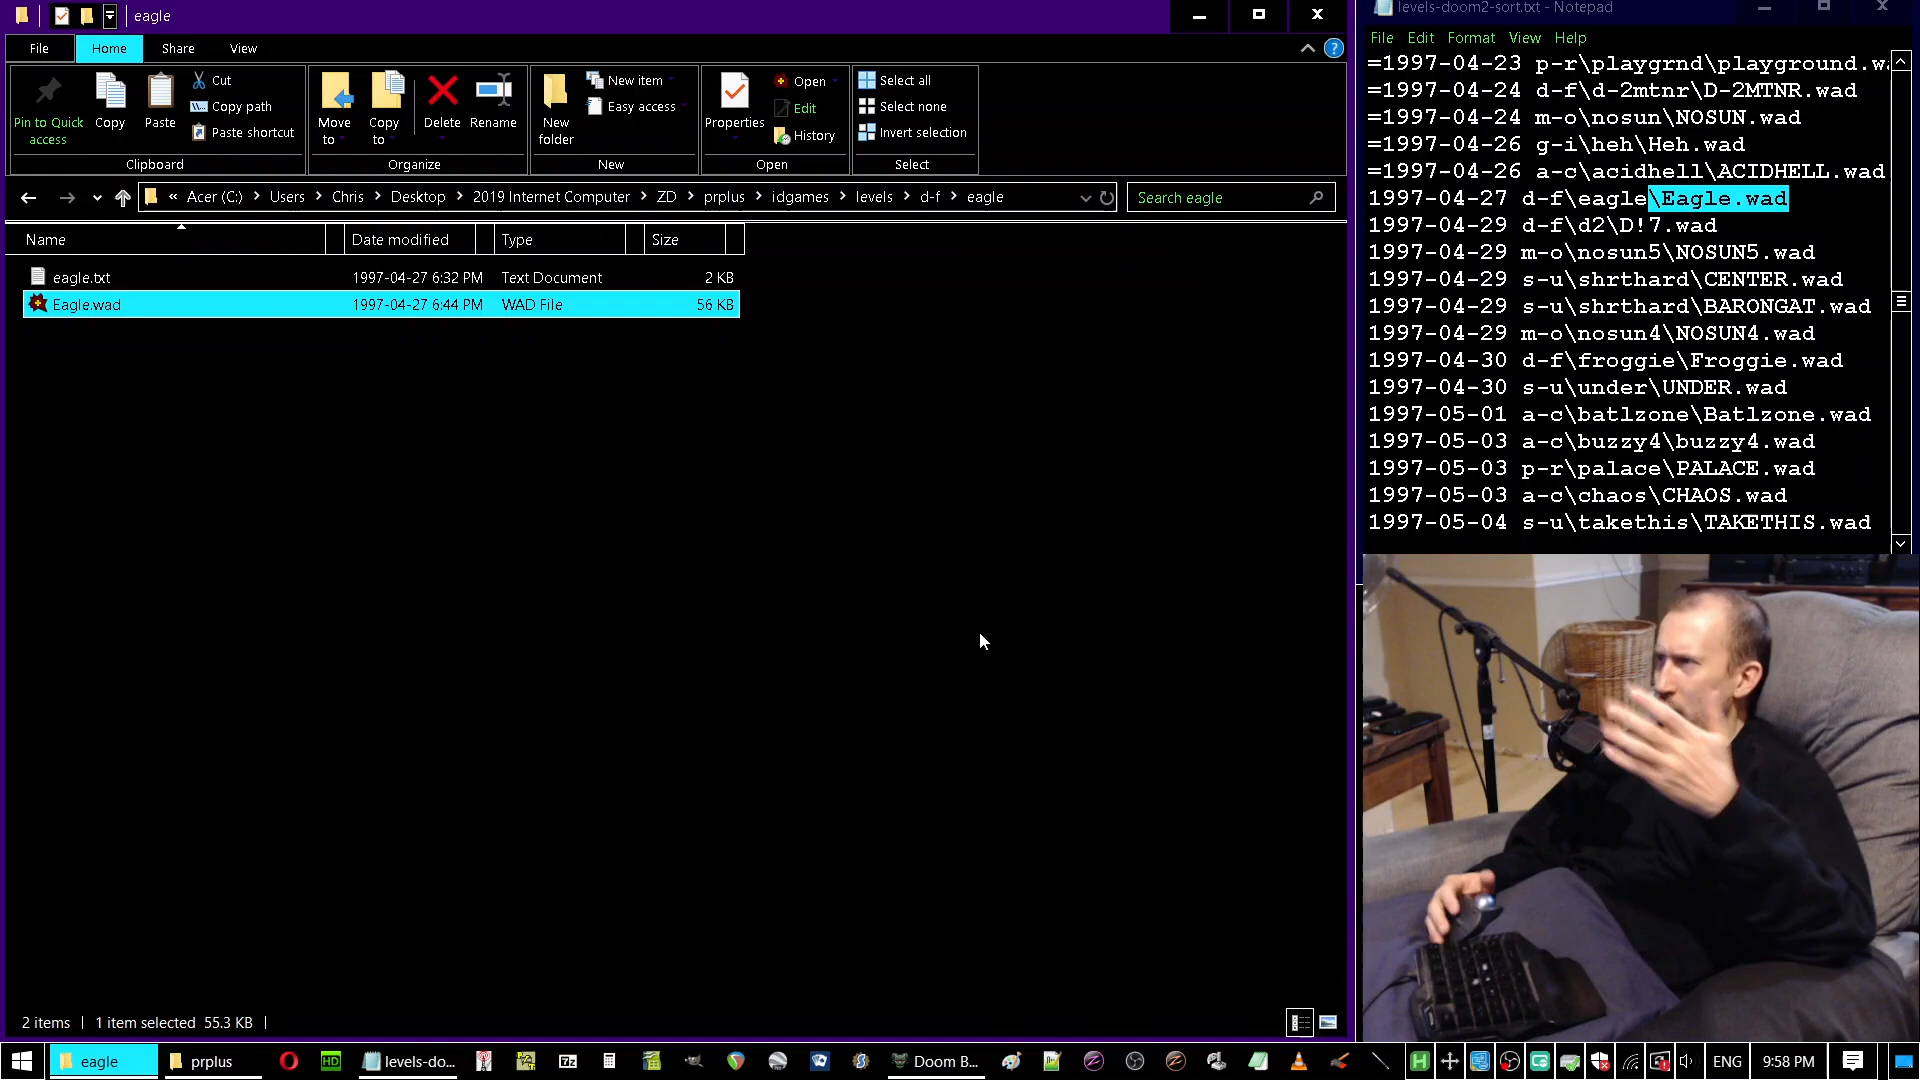 eagle
File Home Share View
Pin to Quick access
Copy
Paste
Cut
Copy path
Paste shortcut
Clipboard
Move to
Copy to
Delete
Rename
Organize
New folder
New item
Easy access
New
Properties
Open
Edit
History
Open
Select all
Select none
Invert selection
Select
« Acer (C:) > Users > Chris > Desktop > 2019 Internet Computer > ZD > prplus > idgames > levels > d-f > eagle
Search eagle
Name Date modified Type Size
eagle.txt 1997-04-27 6:32 PM Text Document 2 KB
Eagle.wad 1997-04-27 6:44 PM WAD File 56 KB
2 items 1 item selected 55.3 KB
levels-doom2-sort.txt - Notepad
File Edit Format View Help
=1997-04-23 p-r\playgrnd\playground.wa
=1997-04-24 d-f\d-2mtnr\D-2MTNR.wad
=1997-04-24 m-o\nosun\NOSUN.wad
=1997-04-26 g-i\heh\Heh.wad
=1997-04-26 a-c\acidhell\ACIDHELL.wad
1997-04-27 d-f\eagle\Eagle.wad
1997-04-29 d-f\d2\D!7.wad
1997-04-29 m-o\nosun5\NOSUN5.wad
1997-04-29 s-u\shrthard\CENTER.wad
1997-04-29 s-u\shrthard\BARONGAT.wad
1997-04-29 m-o\nosun4\NOSUN4.wad
1997-04-30 d-f\froggie\Froggie.wad
1997-04-30 s-u\under\UNDER.wad
1997-05-01 a-c\batlzone\Batlzone.wad
1997-05-03 a-c\buzzy4\buzzy4.wad
1997-05-03 p-r\palace\PALACE.wad
1997-05-03 a-c\chaos\CHAOS.wad
1997-05-04 s-u\takethis\TAKETHIS.wad
eagle prplus HD levels-do... 7z Doom B... ENG 9:58 PM